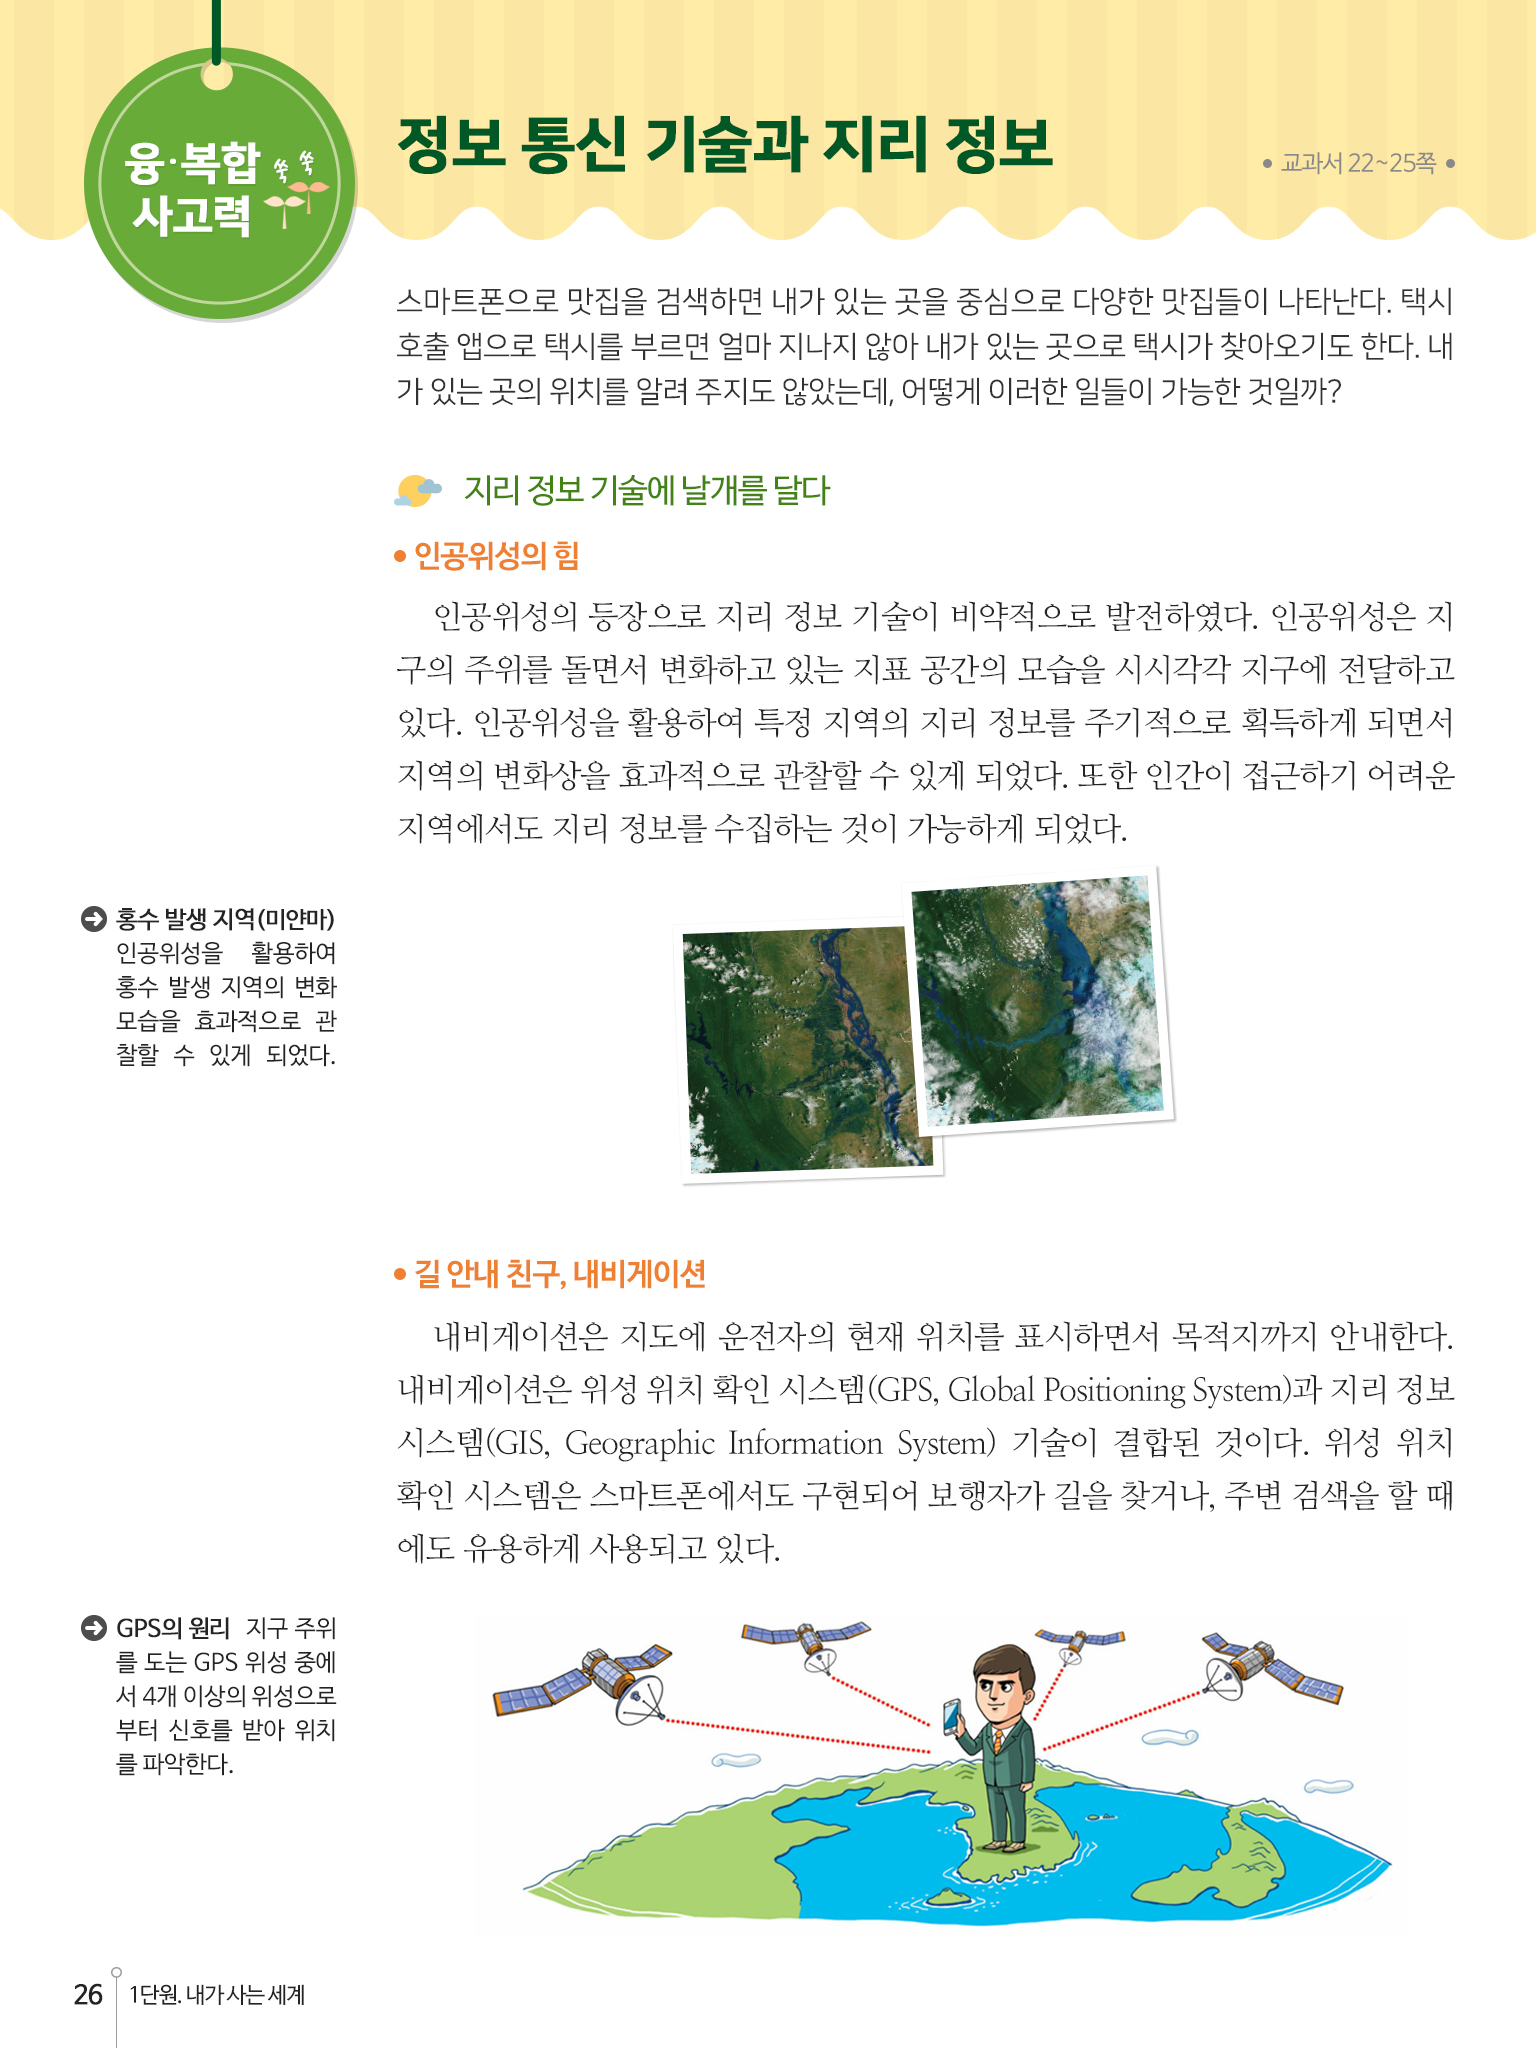 융·복합 쑥쑥
사고력
정보 통신 기술과 지리 정보
• 교과서 22~25쪽 •
스마트폰으로 맛집을 검색하면 내가 있는 곳을 중심으로 다양한 맛집들이 나타난다. 택시
호출 앱으로 택시를 부르면 얼마 지나지 않아 내가 있는 곳으로 택시가 찾아오기도 한다. 내
가 있는 곳의 위치를 알려 주지도 않았는데, 어떻게 이러한 일들이 가능한 것일까?
지리 정보 기술에 날개를 달다
• 인공위성의 힘
인공위성의 등장으로 지리 정보 기술이 비약적으로 발전하였다. 인공위성은 지
구의 주위를 돌면서 변화하고 있는 지표 공간의 모습을 시시각각 지구에 전달하고
있다. 인공위성을 활용하여 특정 지역의 지리 정보를 주기적으로 획득하게 되면서
지역의 변화상을 효과적으로 관찰할 수 있게 되었다. 또한 인간이 접근하기 어려운
지역에서도 지리 정보를 수집하는 것이 가능하게 되었다.
홍수 발생 지역(미얀마)
인공위성을 활용하여
홍수 발생 지역의 변화
모습을 효과적으로 관
찰할 수 있게 되었다.
• 길 안내 친구, 내비게이션
내비게이션은 지도에 운전자의 현재 위치를 표시하면서 목적지까지 안내한다.
내비게이션은 위성 위치 확인 시스템(GPS, Global Positioning System)과 지리 정보
시스템(GIS, Geographic Information System) 기술이 결합된 것이다. 위성 위치
확인 시스템은 스마트폰에서도 구현되어 보행자가 길을 찾거나, 주변 검색을 할 때
에도 유용하게 사용되고 있다.
GPS의 원리 지구 주위
를 도는 GPS 위성 중에
서 4개 이상의 위성으로
부터 신호를 받아 위치
를 파악한다.
26 1단원. 내가 사는 세계